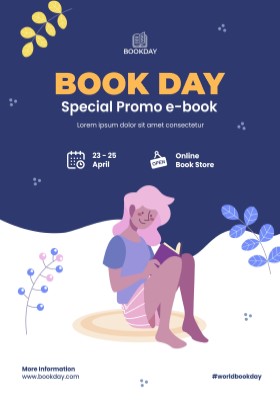 BOOKDAY
BOOK DAY
Special Promo e-book
Lorem ipsum dolor sit amet consectetur
23 - 25
April
OPEN
Online
Book Store
More Information
www.bookday.com
#worldbookday